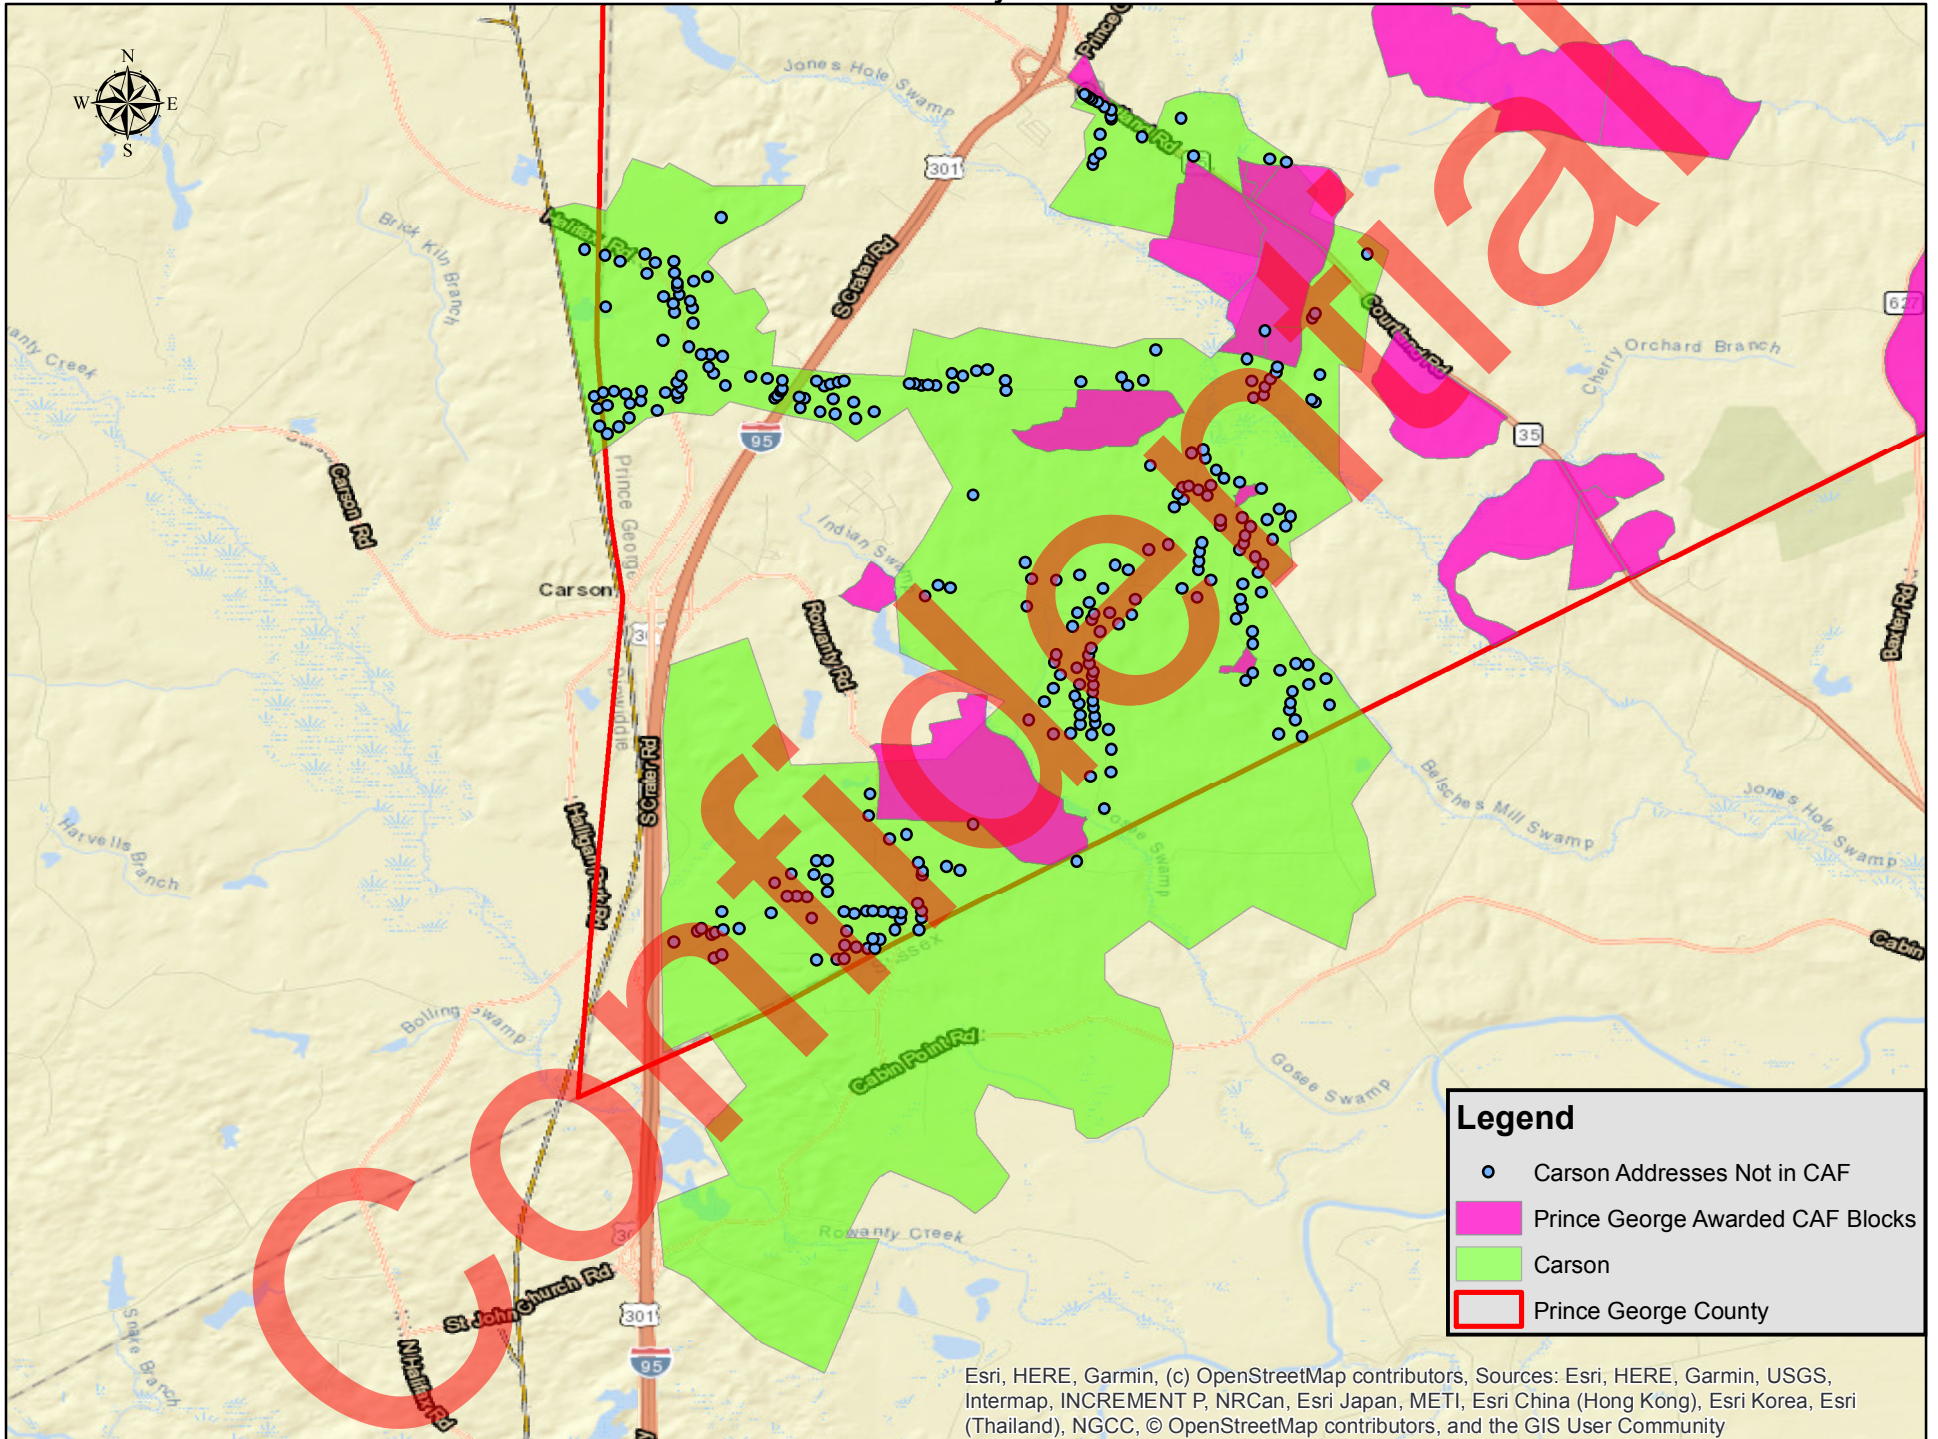 N
W E
S
Jones Hole Swamp
301
Halifax Rd
Brick Kiln Branch
S Crater Rd
Courtland Rd
627
Cherry Orchard Branch
35
95
Carson Rd
Prince George
Indian Swamp
Carson
Rowanty Rd
Baxter Rd
Dinwiddie
S Crater Rd
Belsches Mill Swamp
Jones Hole Swamp
Harvells Branch
Halligan
Gosee Swamp
Cabin
Bolling Swamp
Cabin Point Rd
Gosee Swamp
Rowanty Creek
St John Church Rd
301
95
Snake Branch
N Halifax Rd
Confidential
Legend
Carson Addresses Not in CAF
Prince George Awarded CAF Blocks
Carson
Prince George County
Esri, HERE, Garmin, (c) OpenStreetMap contributors, Sources: Esri, HERE, Garmin, USGS,
Intermap, INCREMENT P, NRCan, Esri Japan, METI, Esri China (Hong Kong), Esri Korea, Esri
(Thailand), NGCC, © OpenStreetMap contributors, and the GIS User Community